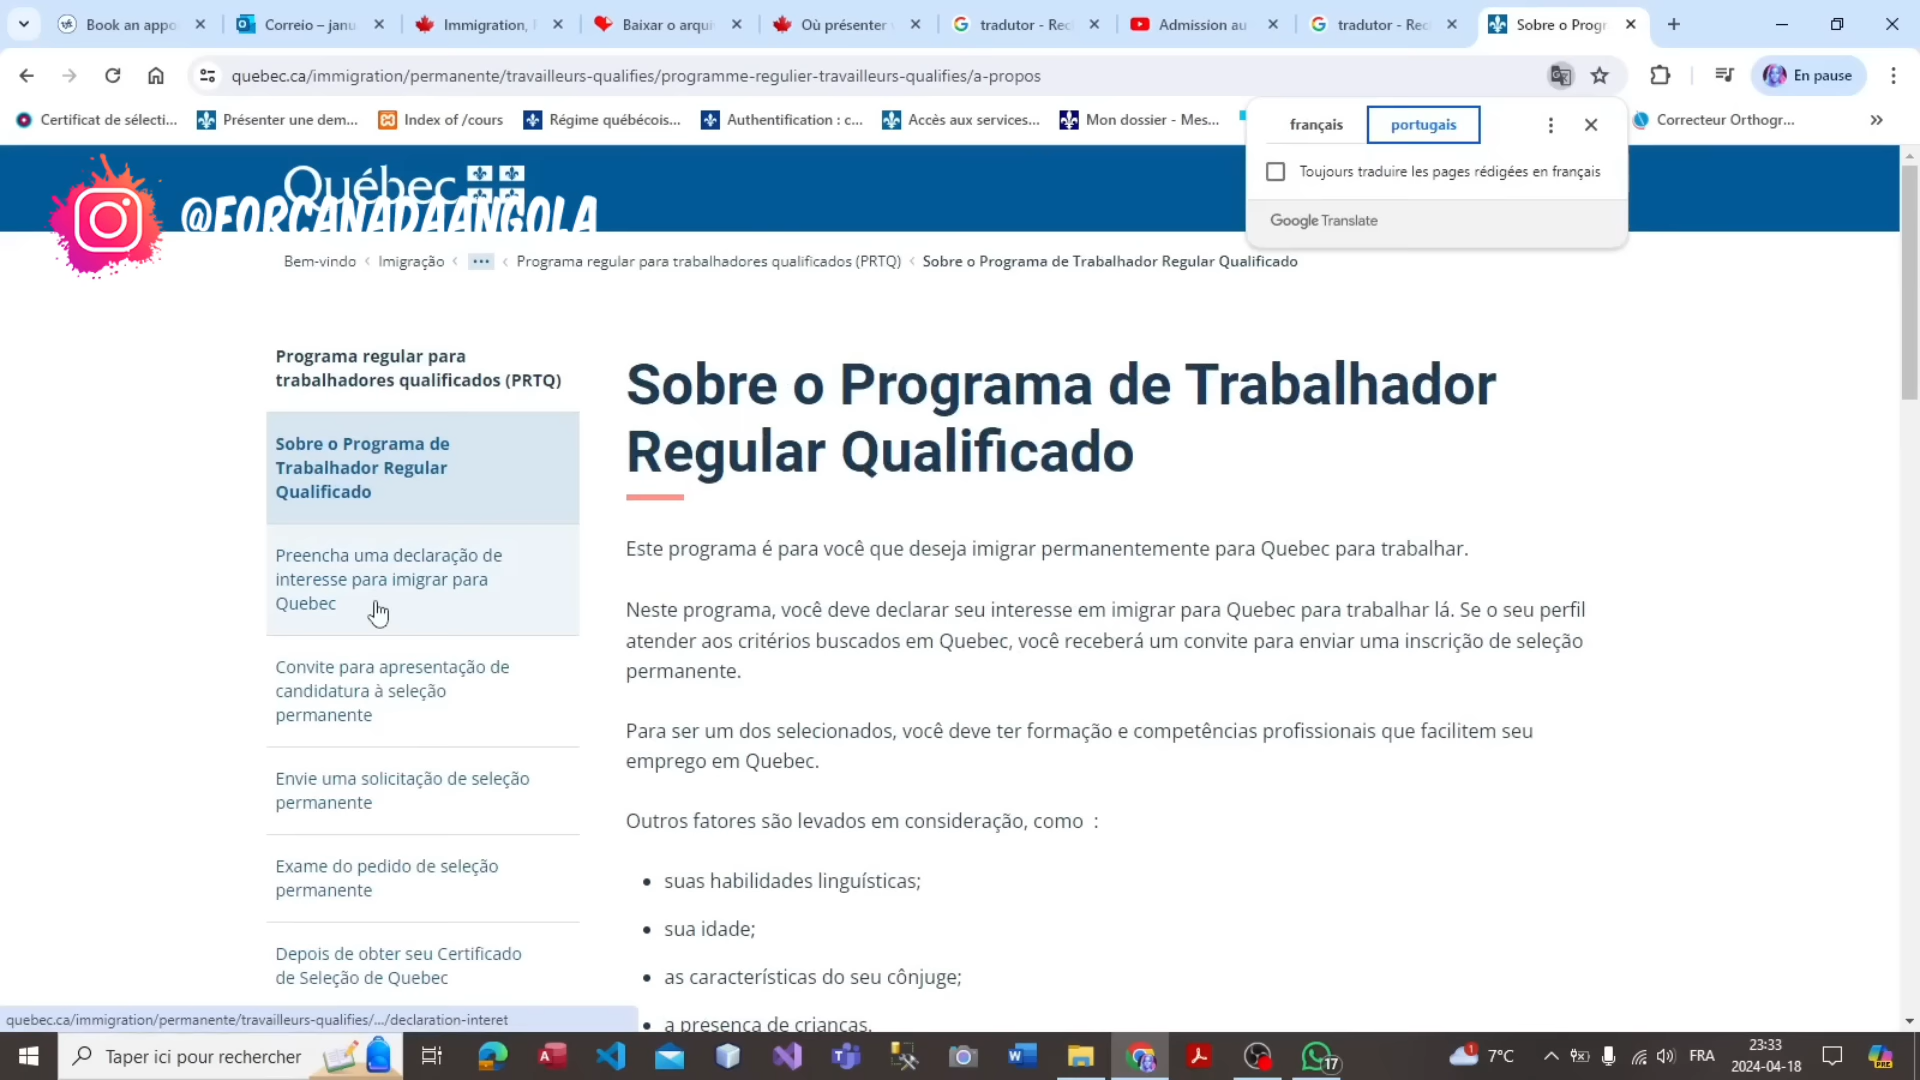 Book an appo
Correio – janu
Immigration,
Baixar o arqui
Où présenter
tradutor - Rec
Admission au
tradutor - Rec
Sobre o Progr
quebec.ca/immigration/permanente/travailleurs-qualifies/programme-regulier-travailleurs-qualifies/a-propos
En pause
Certificat de sélecti...
Présenter une dem...
Index of /cours
Régime québécois...
Authentification : c...
Accès aux services...
Mon dossier - Mes...
Correcteur Orthogr...
français
portugais
Toujours traduire les pages rédigées en français
Google Translate
Québec
@FORCANADAANGOLA
Bem-vindo
Imigração
Programa regular para trabalhadores qualificados (PRTQ)
Sobre o Programa de Trabalhador Regular Qualificado
Programa regular para
trabalhadores qualificados (PRTQ)
Sobre o Programa de
Trabalhador Regular
Qualificado
Preencha uma declaração de
interesse para imigrar para
Quebec
Convite para apresentação de
candidatura à seleção
permanente
Envie uma solicitação de seleção
permanente
Exame do pedido de seleção
permanente
Depois de obter seu Certificado
de Seleção de Quebec
Sobre o Programa de Trabalhador
Regular Qualificado
Este programa é para você que deseja imigrar permanentemente para Quebec para trabalhar.
Neste programa, você deve declarar seu interesse em imigrar para Quebec para trabalhar lá. Se o seu perfil
atender aos critérios buscados em Quebec, você receberá um convite para enviar uma inscrição de seleção
permanente.
Para ser um dos selecionados, você deve ter formação e competências profissionais que facilitem seu
emprego em Quebec.
Outros fatores são levados em consideração, como :
suas habilidades linguísticas;
sua idade;
as características do seu cônjuge;
a presença de crianças.
quebec.ca/immigration/permanente/travailleurs-qualifies/.../declaration-interet
Taper ici pour rechercher
17
1
7°C
FRA
23:33
2024-04-18